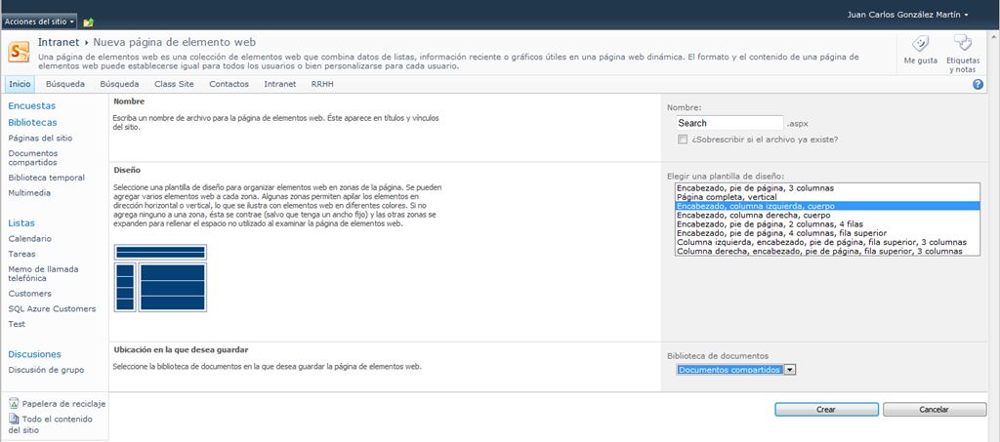 Acciones del sitio
Juan Carlos González Martín
Intranet
Nueva página de elemento web
Una página de elementos web es una colección de elementos web que combina datos de listas, información reciente o gráficos útiles en una página web dinámica. El formato y el contenido de una página de
elementos web puede establecerse igual para todos los usuarios o bien personalizarse para cada usuario.
Me gusta
Etiquetas
y notas
Inicio
Búsqueda
Búsqueda
Class Site
Contactos
Intranet
RRHH
Encuestas
Bibliotecas
Páginas del sitio
Documentos
compartidos
Biblioteca temporal
Multimedia
Listas
Calendario
Tareas
Memo de llamada
telefónica
Customers
SQL Azure Customers
Test
Discusiones
Discusión de grupo
Papelera de reciclaje
Todo el contenido
del sitio
Nombre
Escriba un nombre de archivo para la página de elementos web. Éste aparece en títulos y vínculos
del sitio.
Nombre:
Search .aspx
¿Sobrescribir si el archivo ya existe?
Diseño
Seleccione una plantilla de diseño para organizar elementos web en zonas de la página. Se pueden
agregar varios elementos web a cada zona. Algunas zonas permiten apilar los elementos en
dirección horizontal o vertical, lo que se ilustra con elementos web en diferentes colores. Si no
agrega ninguno a una zona, ésta se contrae (salvo que tenga un ancho fijo) y las otras zonas se
expanden para rellenar el espacio no utilizado al examinar la página de elementos web.
Elegir una plantilla de diseño:
Encabezado, pie de página, 3 columnas
Página completa, vertical
Encabezado, columna izquierda, cuerpo
Encabezado, columna derecha, cuerpo
Encabezado, pie de página, 2 columnas, 4 filas
Encabezado, pie de página, 4 columnas, fila superior
Columna izquierda, encabezado, pie de página, fila superior, 3 columnas
Columna derecha, encabezado, pie de página, fila superior, 3 columnas
Ubicación en la que desea guardar
Seleccione la biblioteca de documentos en la que desea guardar la página de elementos web.
Biblioteca de documentos
Documentos compartidos
Crear
Cancelar